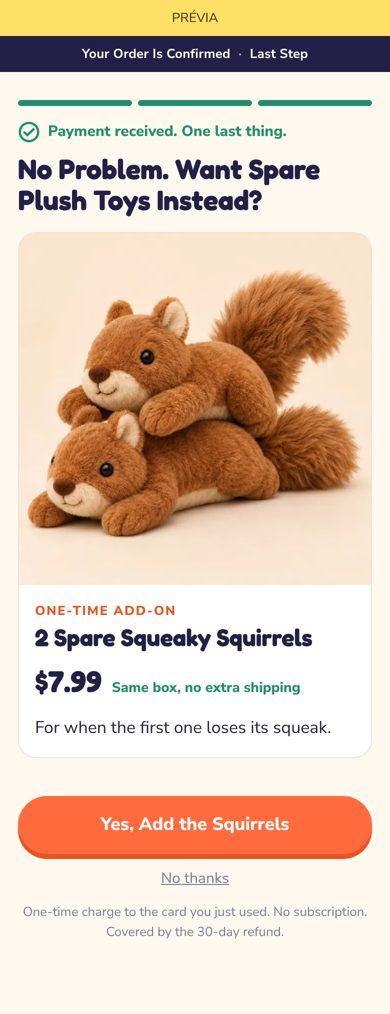 PRÉVIA
Your Order Is Confirmed · Last Step
Payment received. One last thing.
No Problem. Want Spare
Plush Toys Instead?
ONE-TIME ADD-ON
2 Spare Squeaky Squirrels
$7.99 Same box, no extra shipping
For when the first one loses its squeak.
Yes, Add the Squirrels
No thanks
One-time charge to the card you just used. No subscription.
Covered by the 30-day refund.